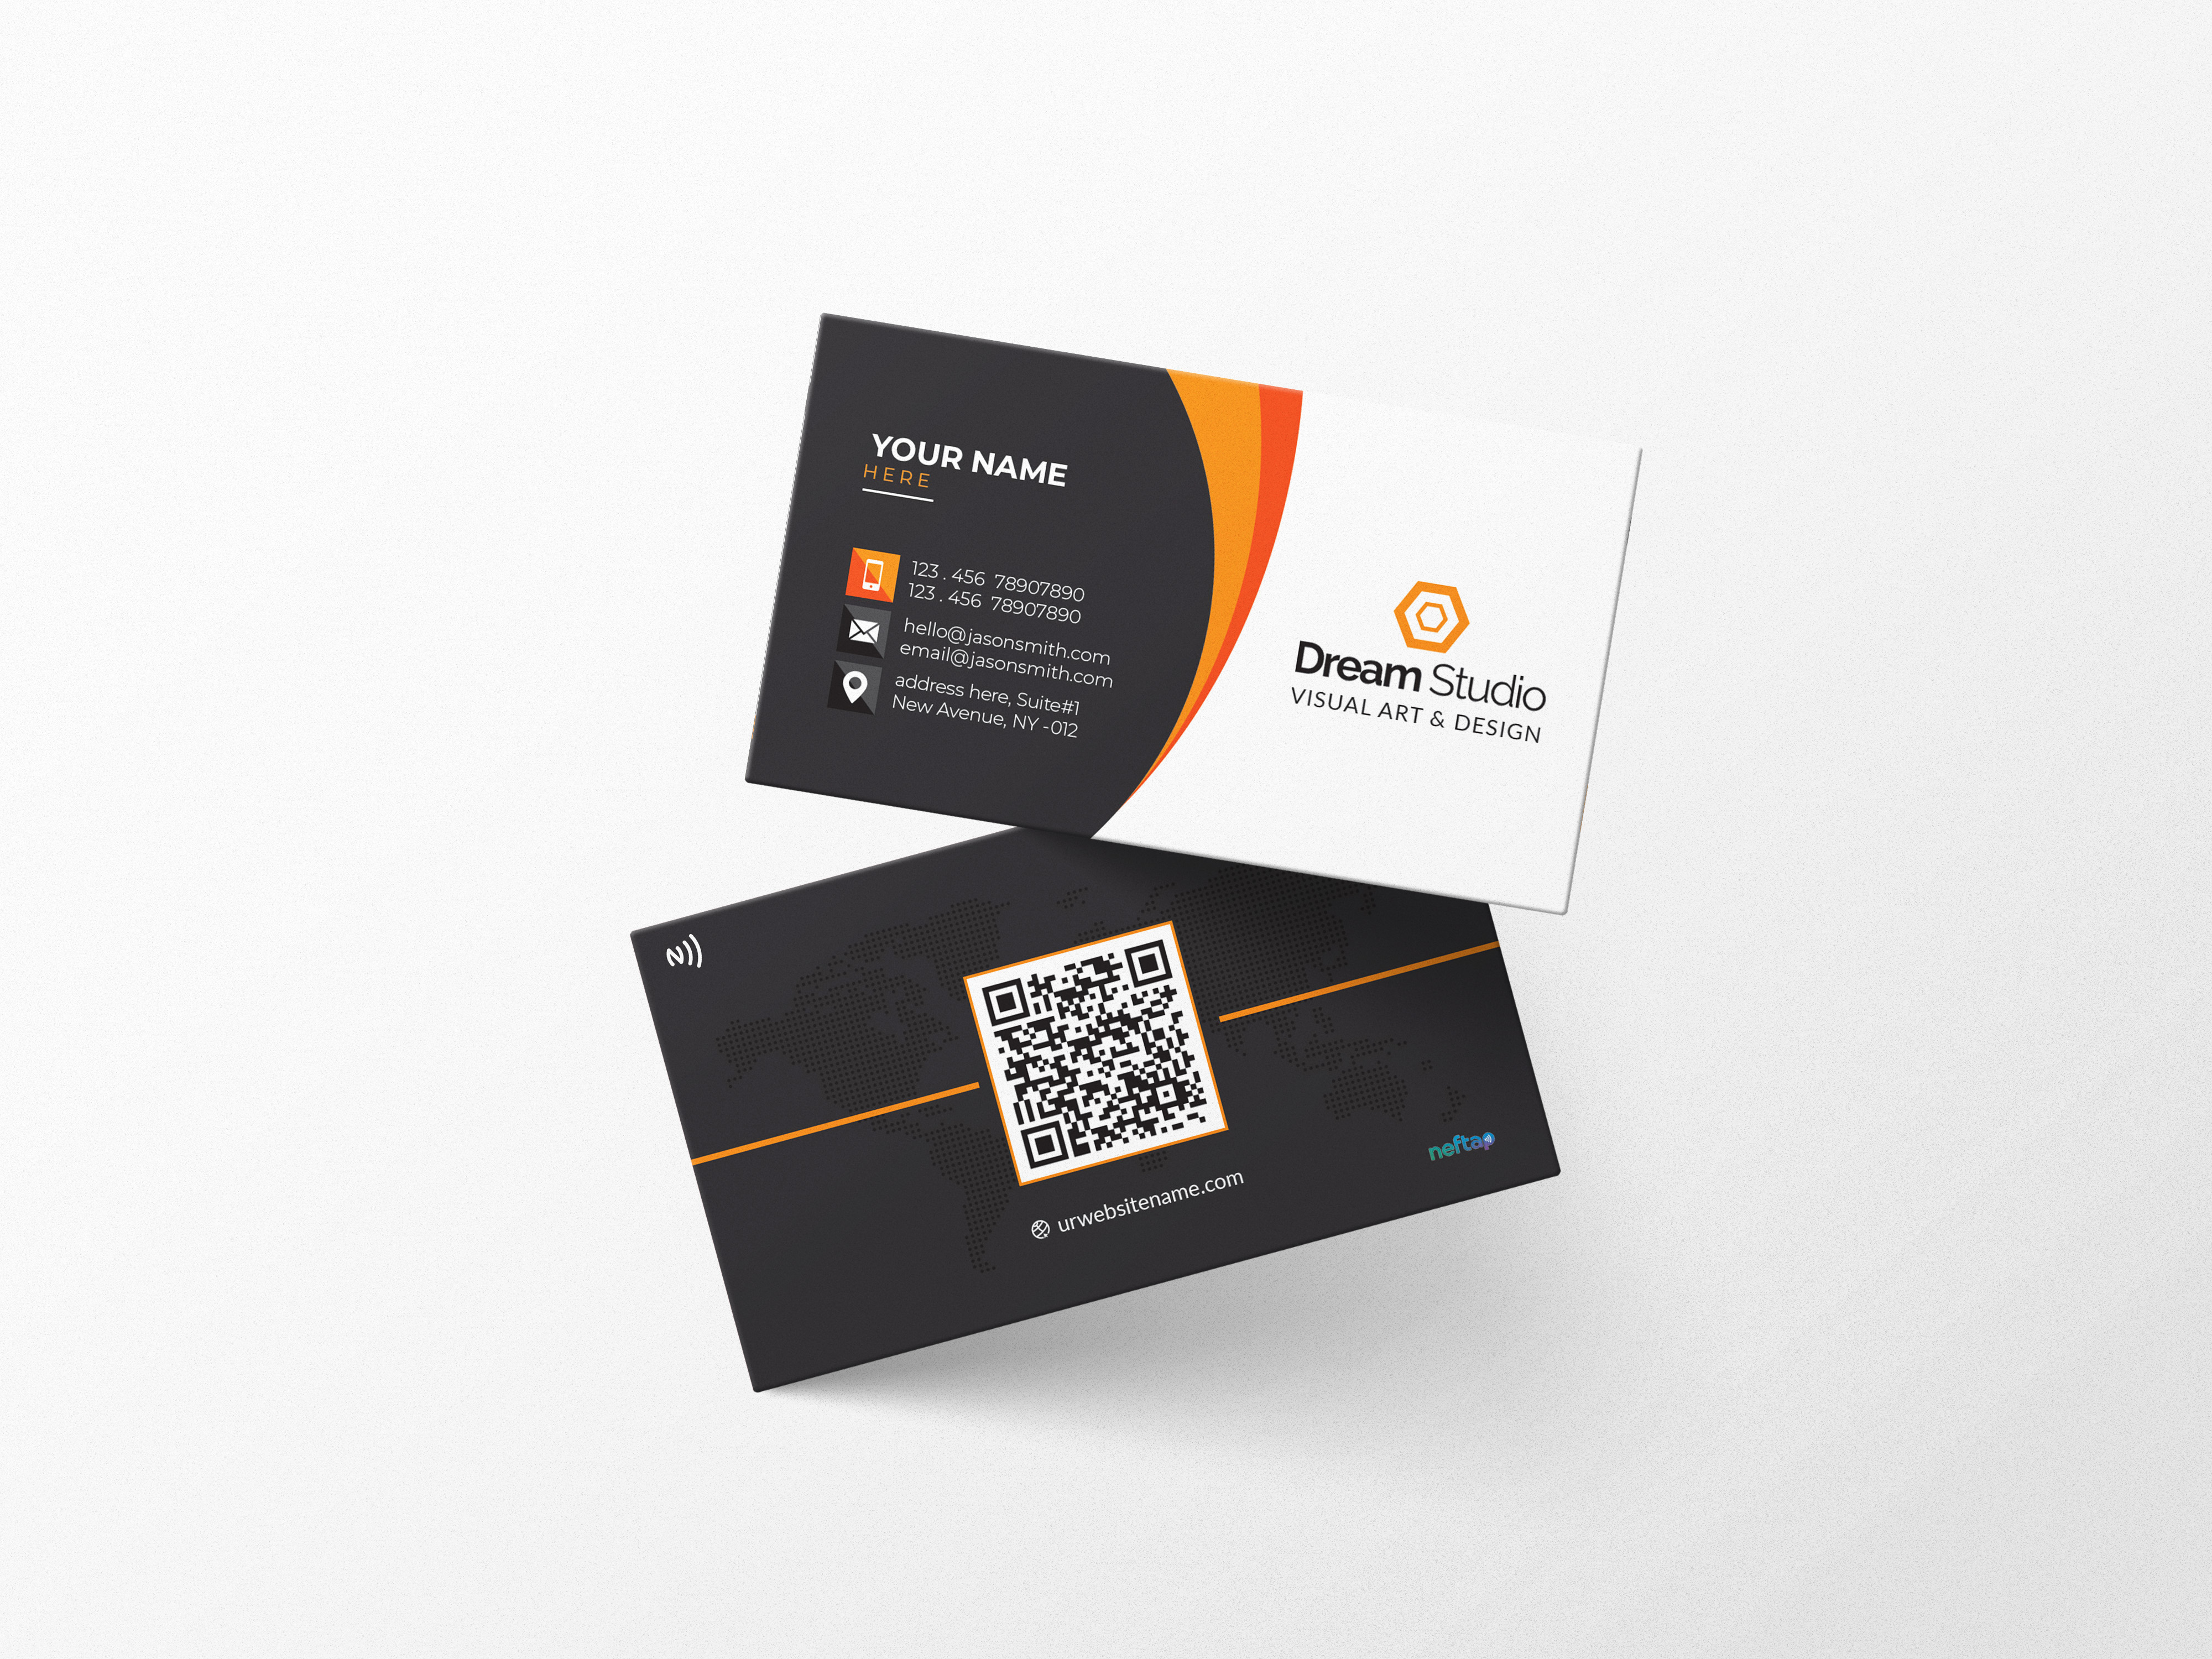 YOUR NAME
HERE
123 . 456 78907890
123 . 456 78907890
hello@jasonsmith.com
email@jasonsmith.com
address here, Suite#1
New Avenue, NY -012
Dream Studio
VISUAL ART & DESIGN
urwebsitename.com
neftap